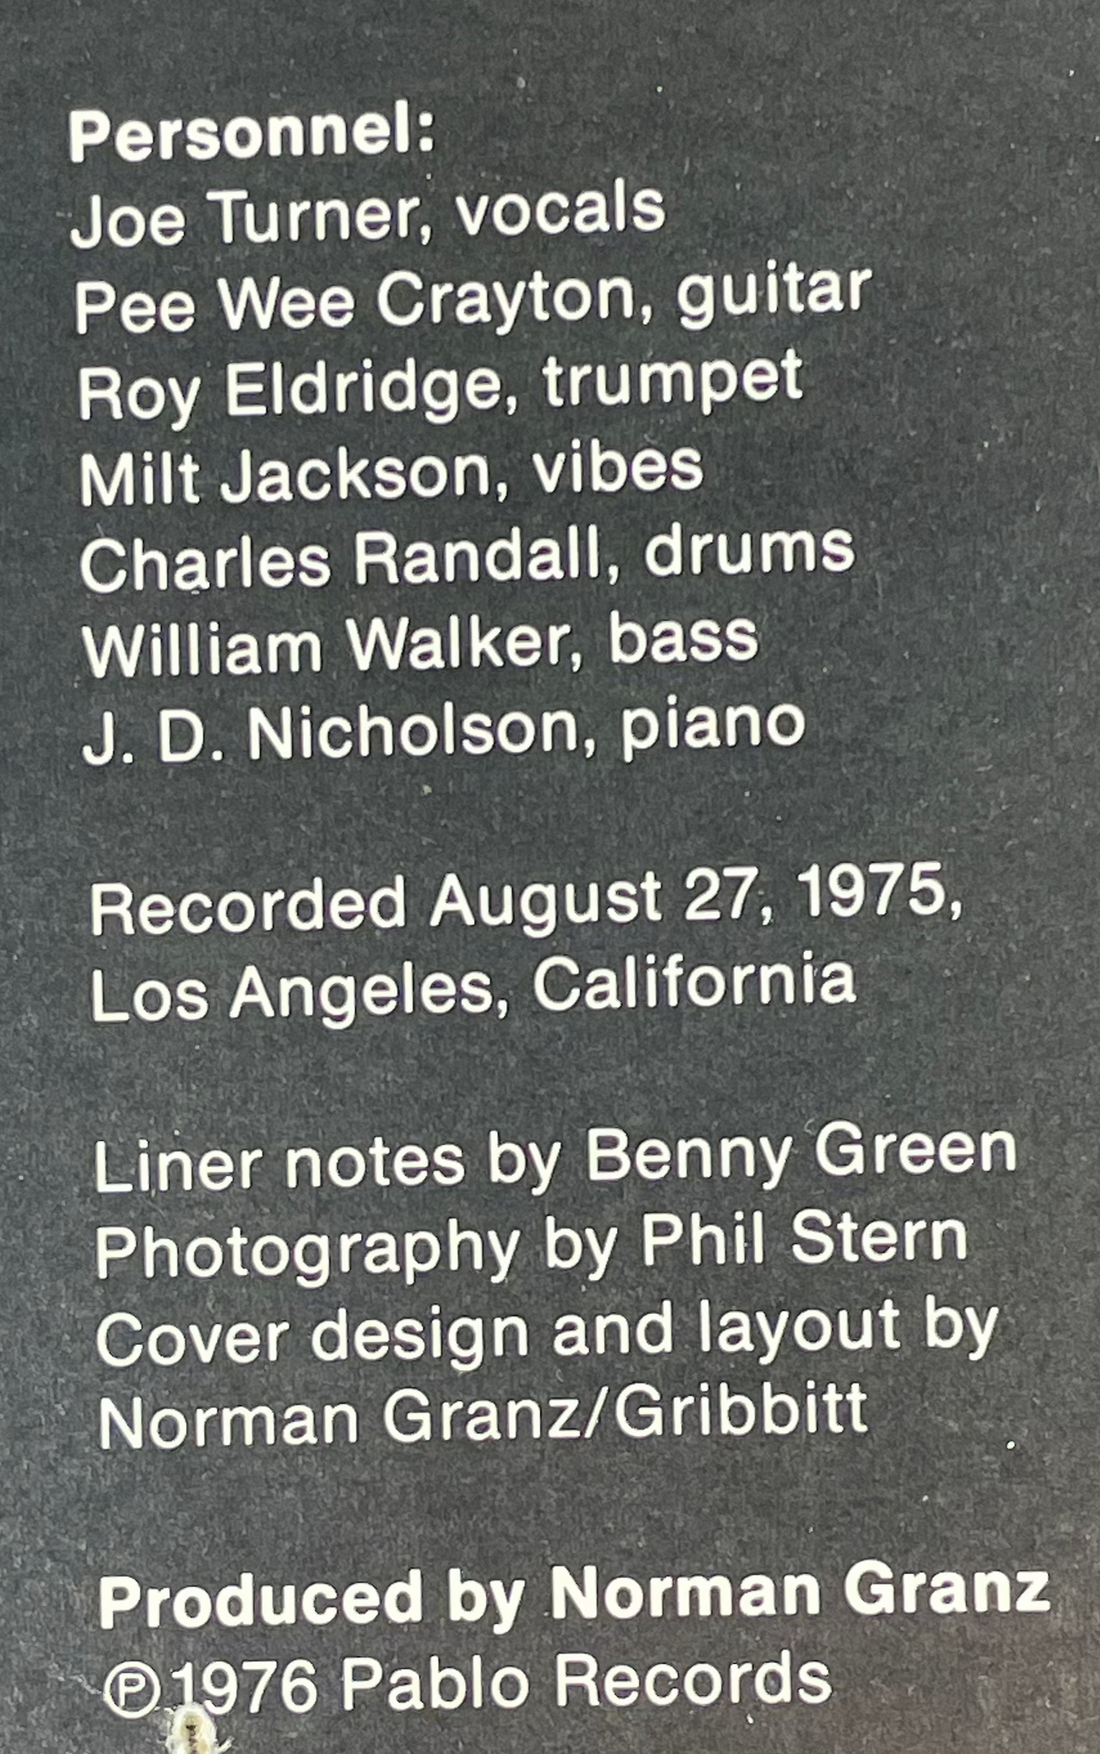 Personnel:
Joe Turner, vocals
Pee Wee Crayton, guitar
Roy Eldridge, trumpet
Milt Jackson, vibes
Charles Randall, drums
William Walker, bass
J. D. Nicholson, piano
Recorded August 27, 1975,
Los Angeles, California
Liner notes by Benny Green
Photography by Phil Stern
Cover design and layout by
Norman Granz/Gribbitt
Produced by Norman Granz
℗1976 Pablo Records